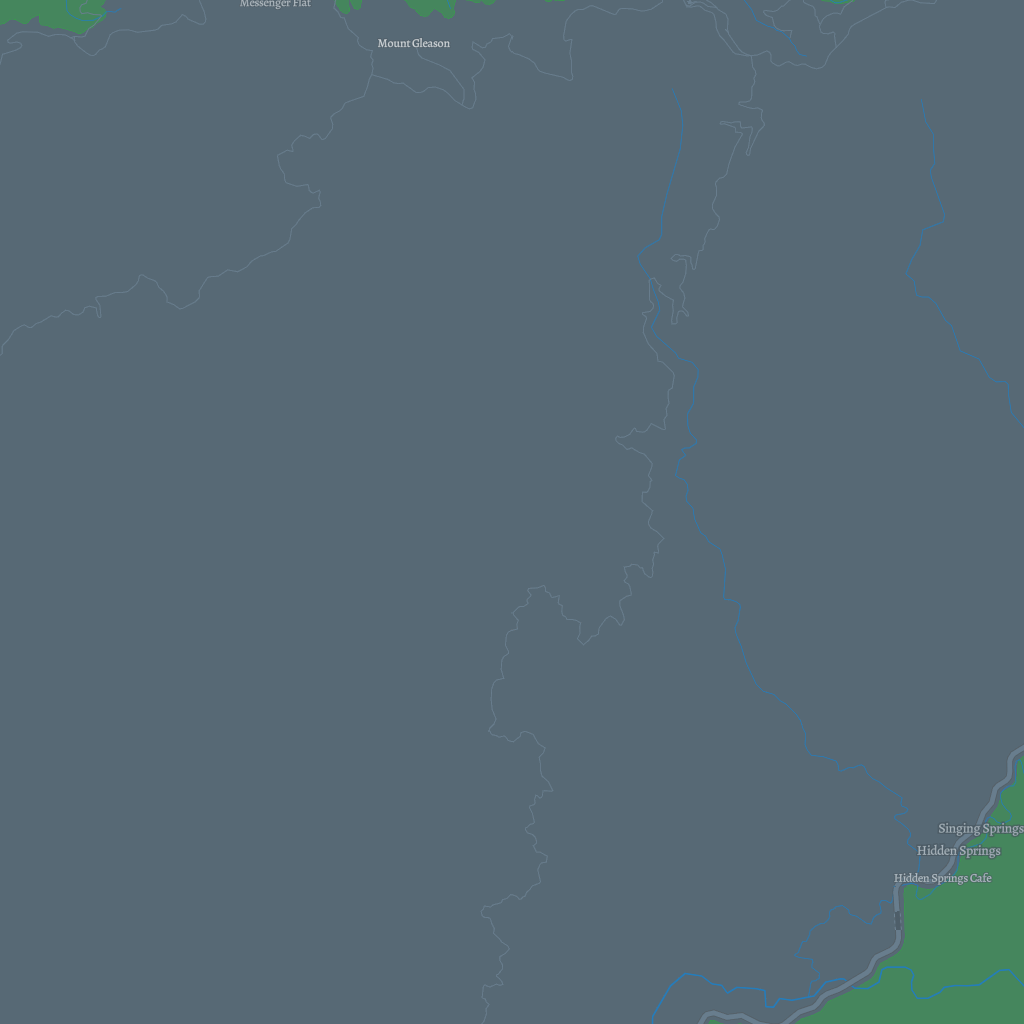 Messenger Flat
Mount Gleason
Singing Springs
Hidden Springs
Hidden Springs Cafe